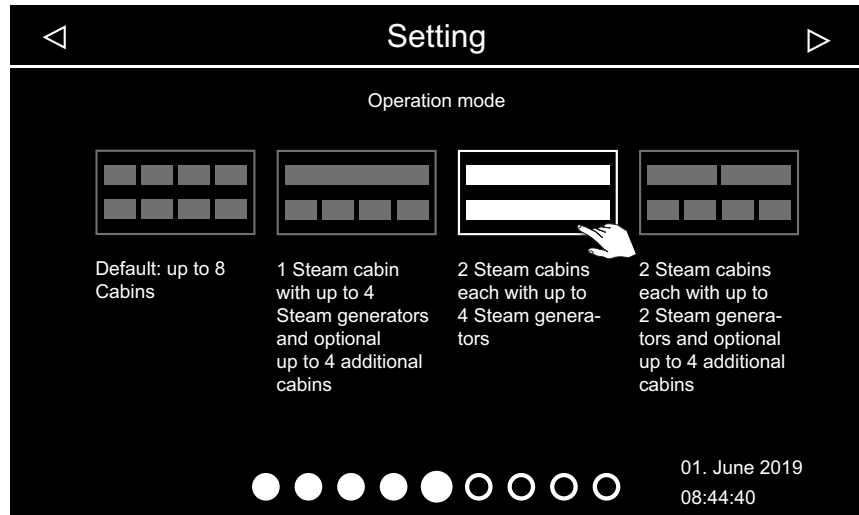 Setting
Operation mode
Default: up to 8
Cabins
1 Steam cabin
with up to 4
Steam generators
and optional
up to 4 additional
cabins
2 Steam cabins
each with up to
4 Steam genera-
tors
2 Steam cabins
each with up to
2 Steam genera-
tors and optional
up to 4 additional
cabins
01. June 2019
08:44:40